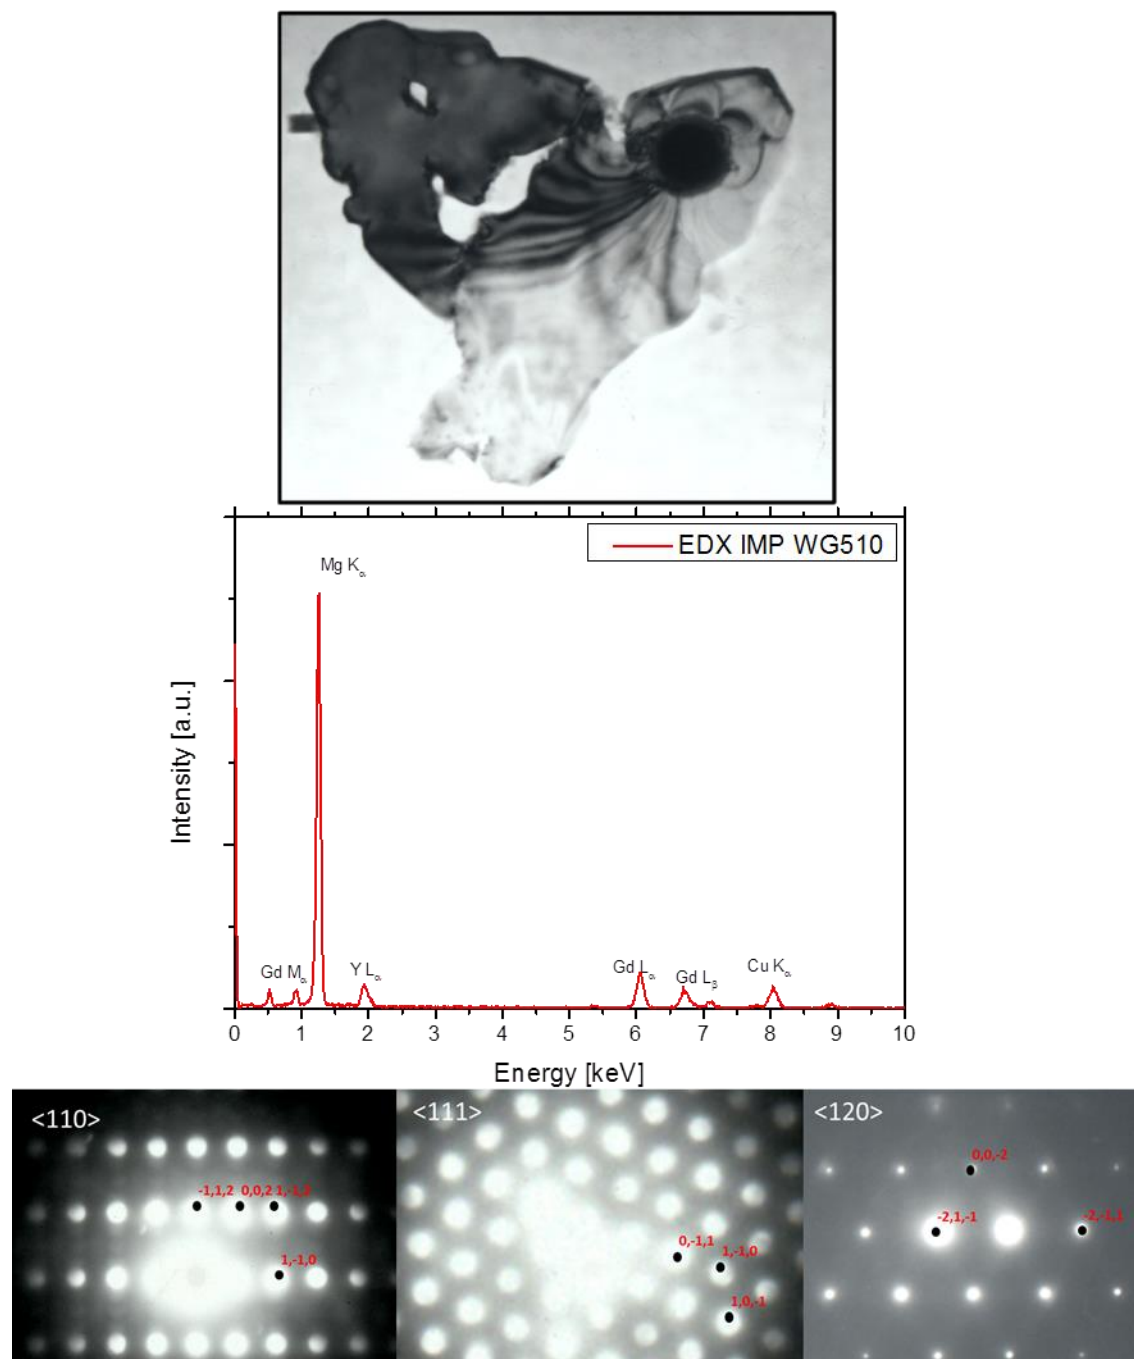 EDX IMP WG510
Mg Kα
Gd Mα
Y Lα
Gd Lα
Gd Lβ
Cu Kα
Intensity [a.u.]
0 1 2 3 4 5 6 7 8 9 10
Energy [keV]
<110>
-1,1,2 0,0,2 1,-1,2
1,-1,0
<111>
0,-1,1
1,-1,0
1,0,-1
<120>
0,0,-2
-2,1,-1
-2,-1,1